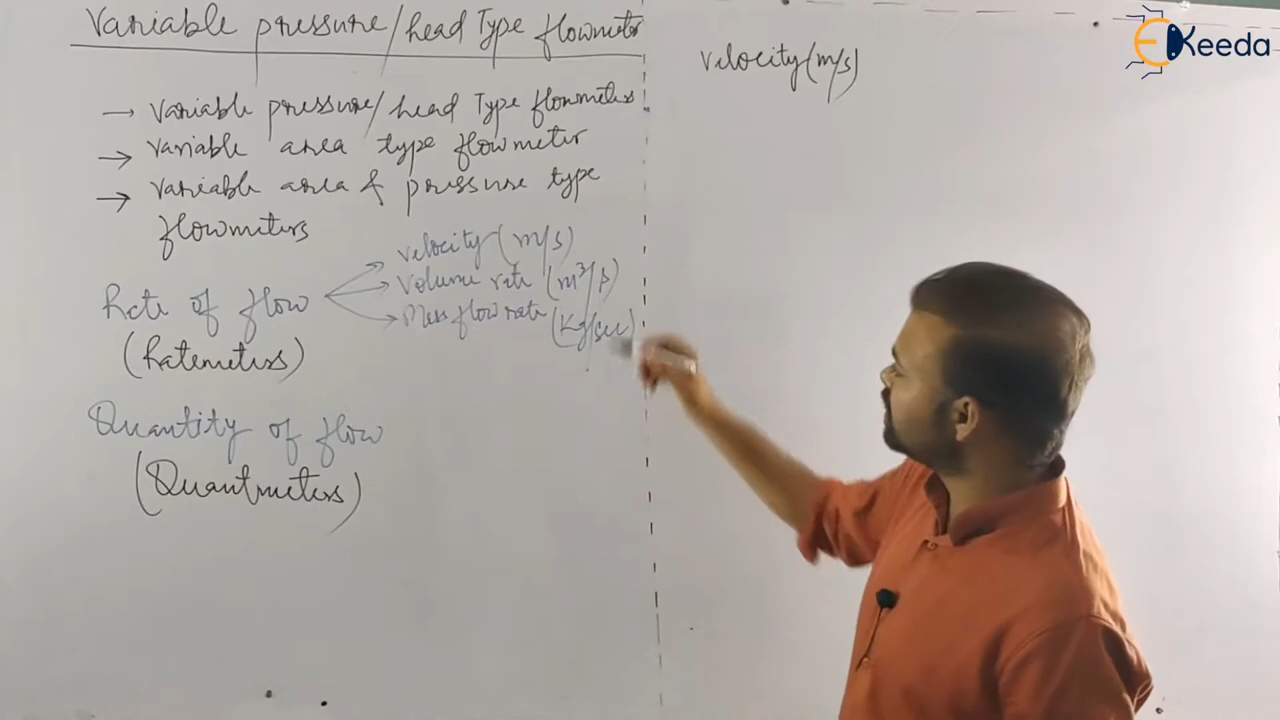 Variable pressure/head Type flowmeter
→ Variable pressure/head Type flowmeters
→ Variable area type flowmeter
→ Variable area & pressure type
flowmeters
Rate of flow
(Ratemeters)
velocity (m/s)
Volume rate (m³/s)
Mass flow rate (Kg/sec)
Quantity of flow
(Quantmeters)
velocity (m/s)
EKeeda